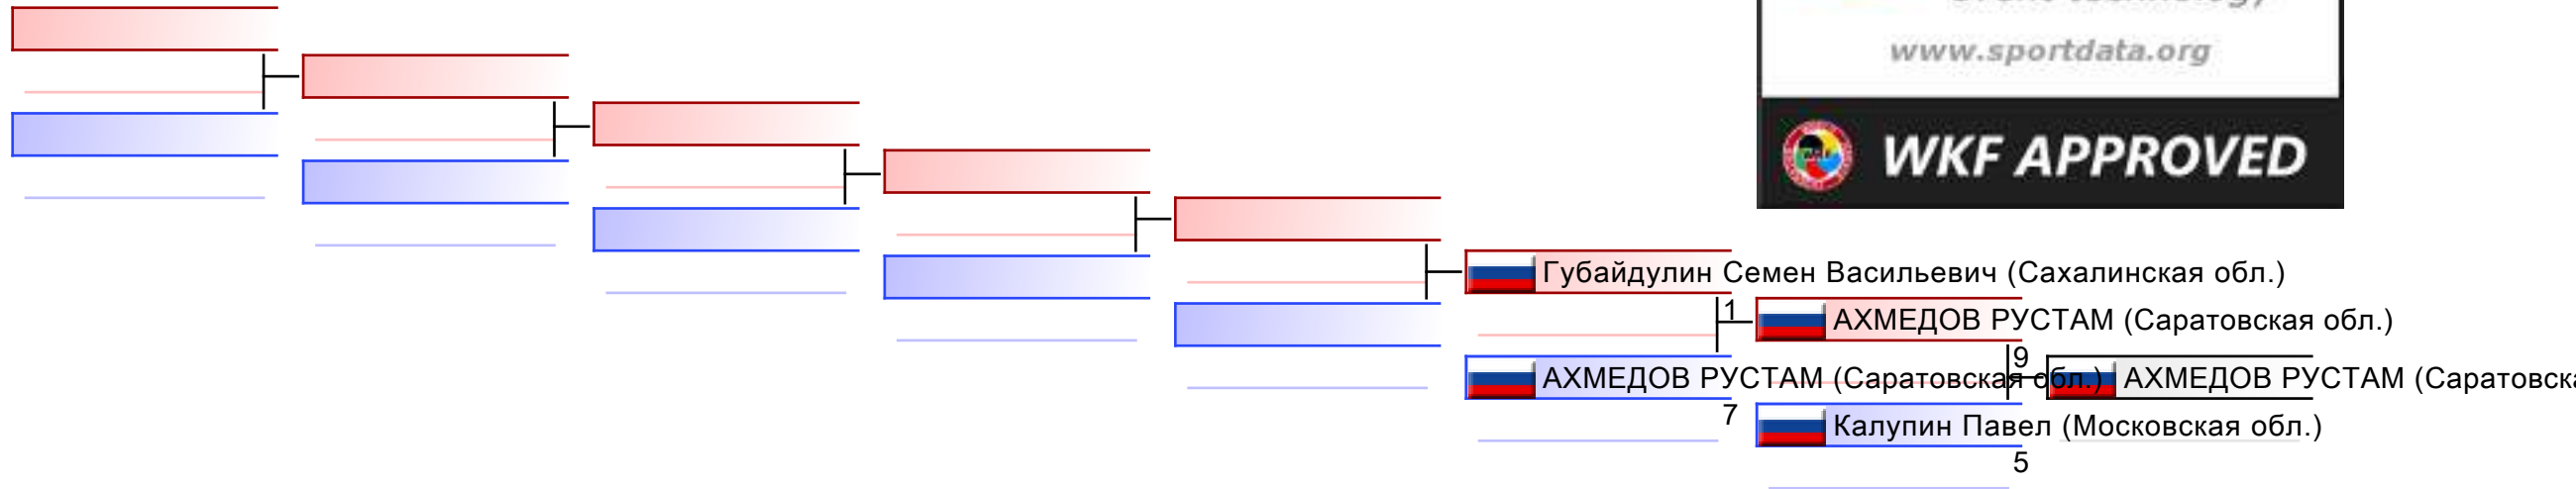 www.sportdata.org
WKF APPROVED
Губайдулин Семен Васильевич (Сахалинская обл.)
1
АХМЕДОВ РУСТАМ (Саратовская обл.)
9
АХМЕДОВ РУСТАМ (Саратовская обл.)
АХМЕДОВ РУСТАМ
7
Калупин Павел (Московская обл.)
5